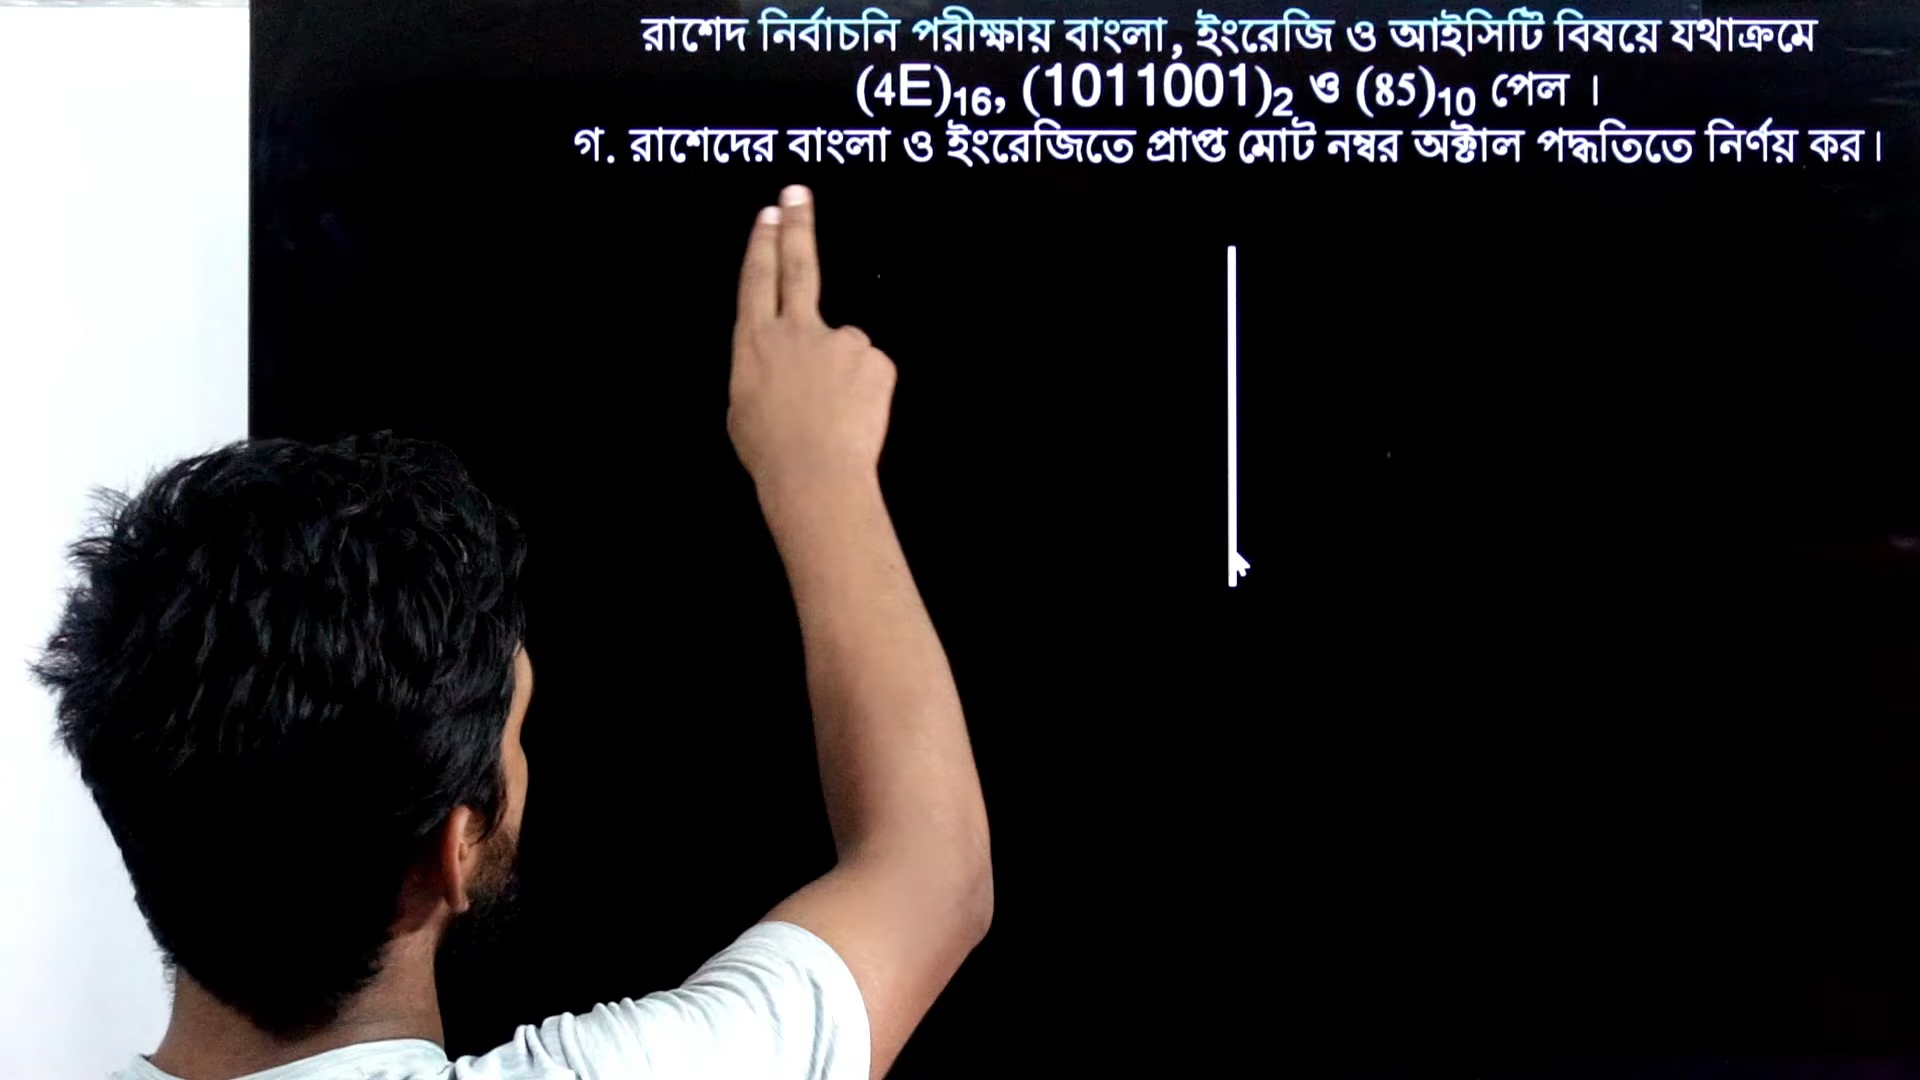 রাশেদ নির্বাচনি পরীক্ষায় বাংলা, ইংরেজি ও আইসিটি বিষয়ে যথাক্রমে
(4E)16, (1011001)2 ও (85)10 পেল ।
গ. রাশেদের বাংলা ও ইংরেজিতে প্রাপ্ত মোট নম্বর অক্টাল পদ্ধতিতে নির্ণয় কর।